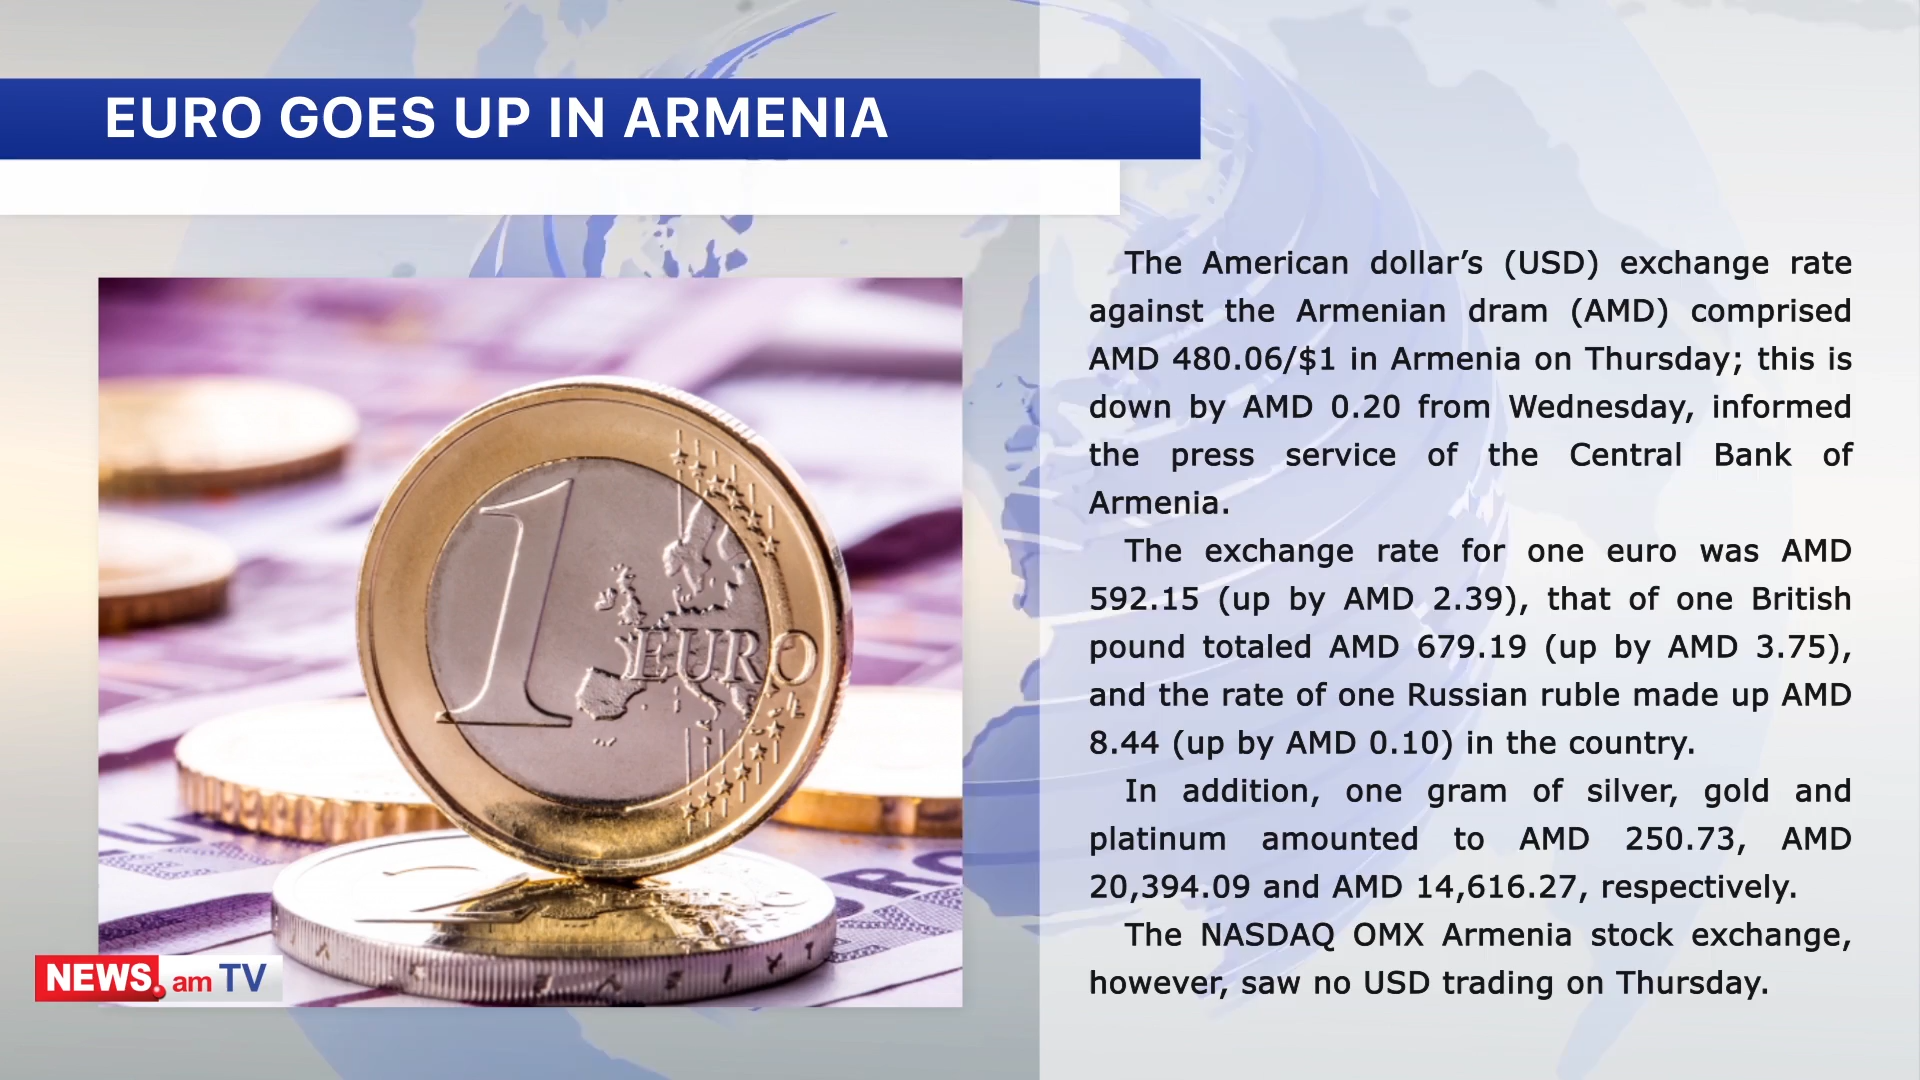 EURO GOES UP IN ARMENIA
The American dollar’s (USD) exchange rate
against the Armenian dram (AMD) comprised
AMD 480.06/$1 in Armenia on Thursday; this is
down by AMD 0.20 from Wednesday, informed
the press service of the Central Bank of
Armenia.
The exchange rate for one euro was AMD
592.15 (up by AMD 2.39), that of one British
pound totaled AMD 679.19 (up by AMD 3.75),
and the rate of one Russian ruble made up AMD
8.44 (up by AMD 0.10) in the country.
In addition, one gram of silver, gold and
platinum amounted to AMD 250.73, AMD
20,394.09 and AMD 14,616.27, respectively.
The NASDAQ OMX Armenia stock exchange,
however, saw no USD trading on Thursday.
1
EURO
NEWS.am TV